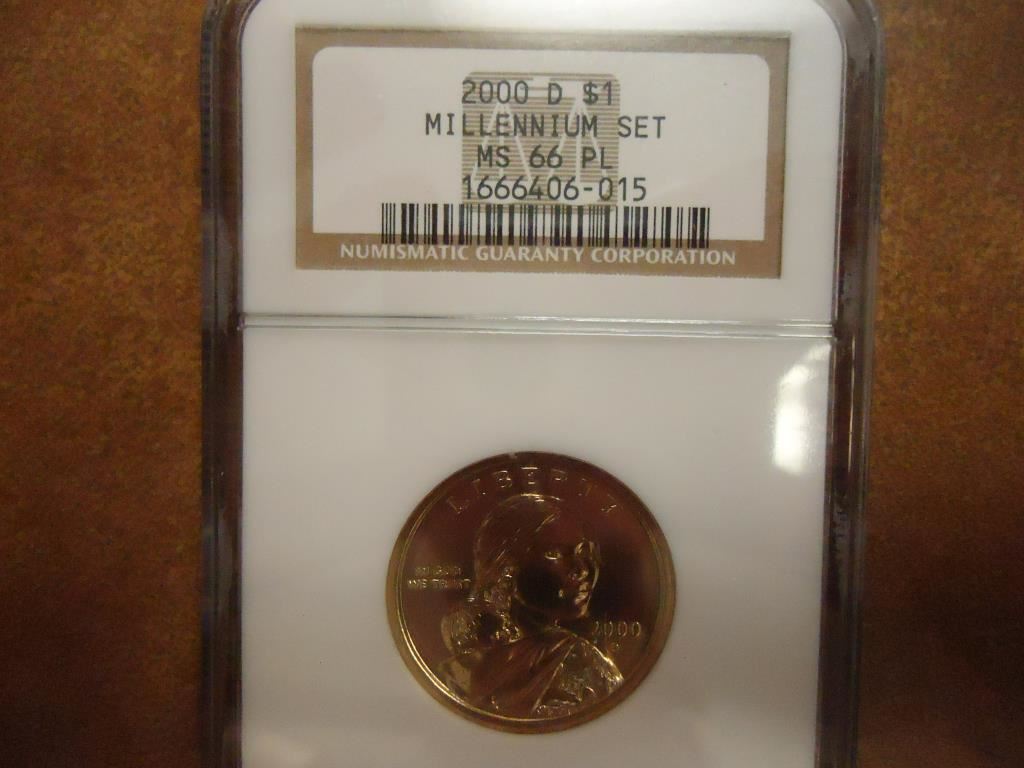 2000 D $1
MILLENNIUM SET
MS 66 PL
1666406-015
NUMISMATIC GUARANTY CORPORATION
LIBERTY
IN GOD
WE TRUST
2000